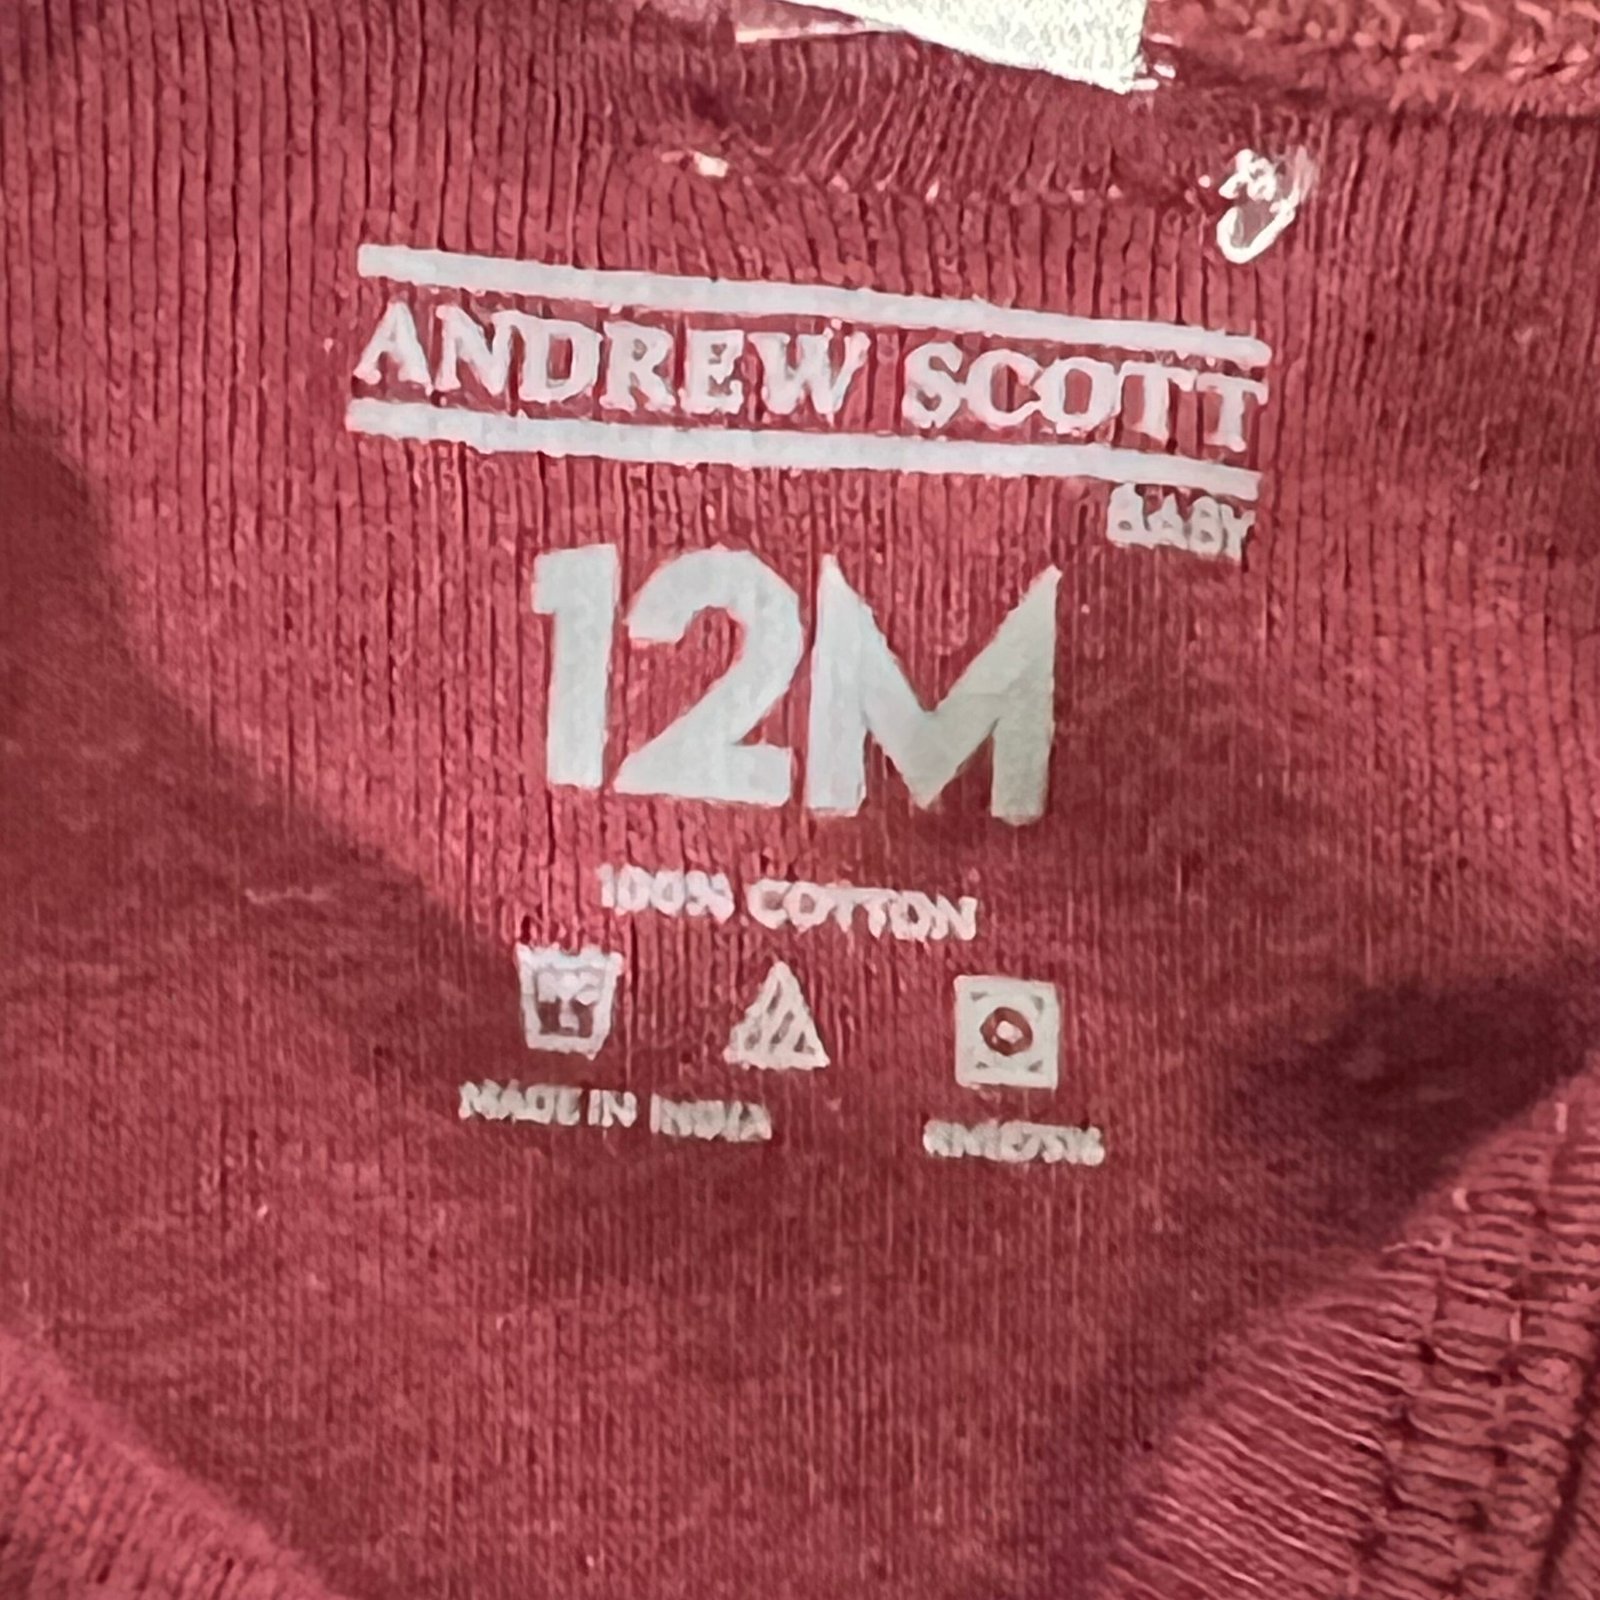 ANDREW SCOTT
BABY
12M
100% COTTON
MADE IN INDIA